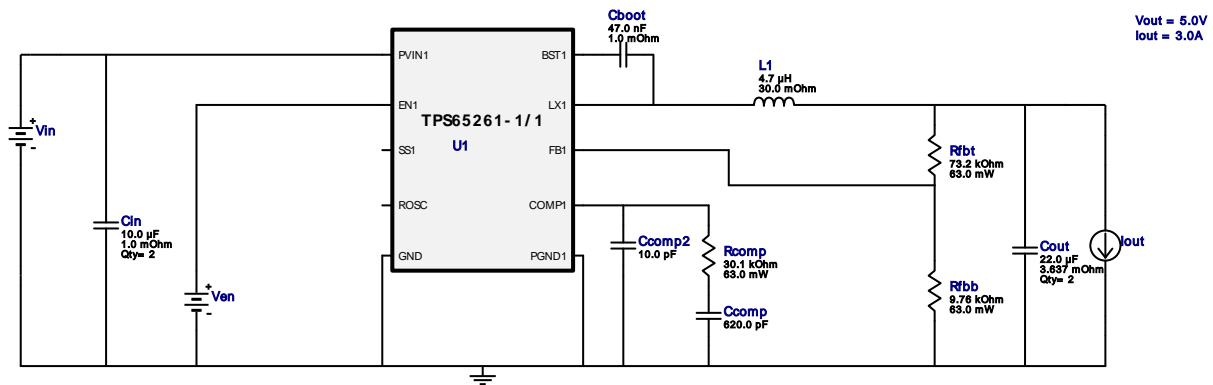 Vout = 5.0V
Iout = 3.0A
Cboot
47.0 nF
1.0 mOhm
PVIN1
BST1
L1
4.7 µH
30.0 mOhm
EN1
LX1
TPS65261-1/1
U1
Vin
SS1
FB1
Rfbt
73.2 kOhm
63.0 mW
ROSC
COMP1
Cin
10.0 µF
1.0 mOhm
Qty= 2
Ccomp2
10.0 pF
Rcomp
30.1 kOhm
63.0 mW
Cout
22.0 µF
3.637 mOhm
Qty= 2
Iout
GND
PGND1
Ven
Rfbb
9.76 kOhm
63.0 mW
Ccomp
620.0 pF